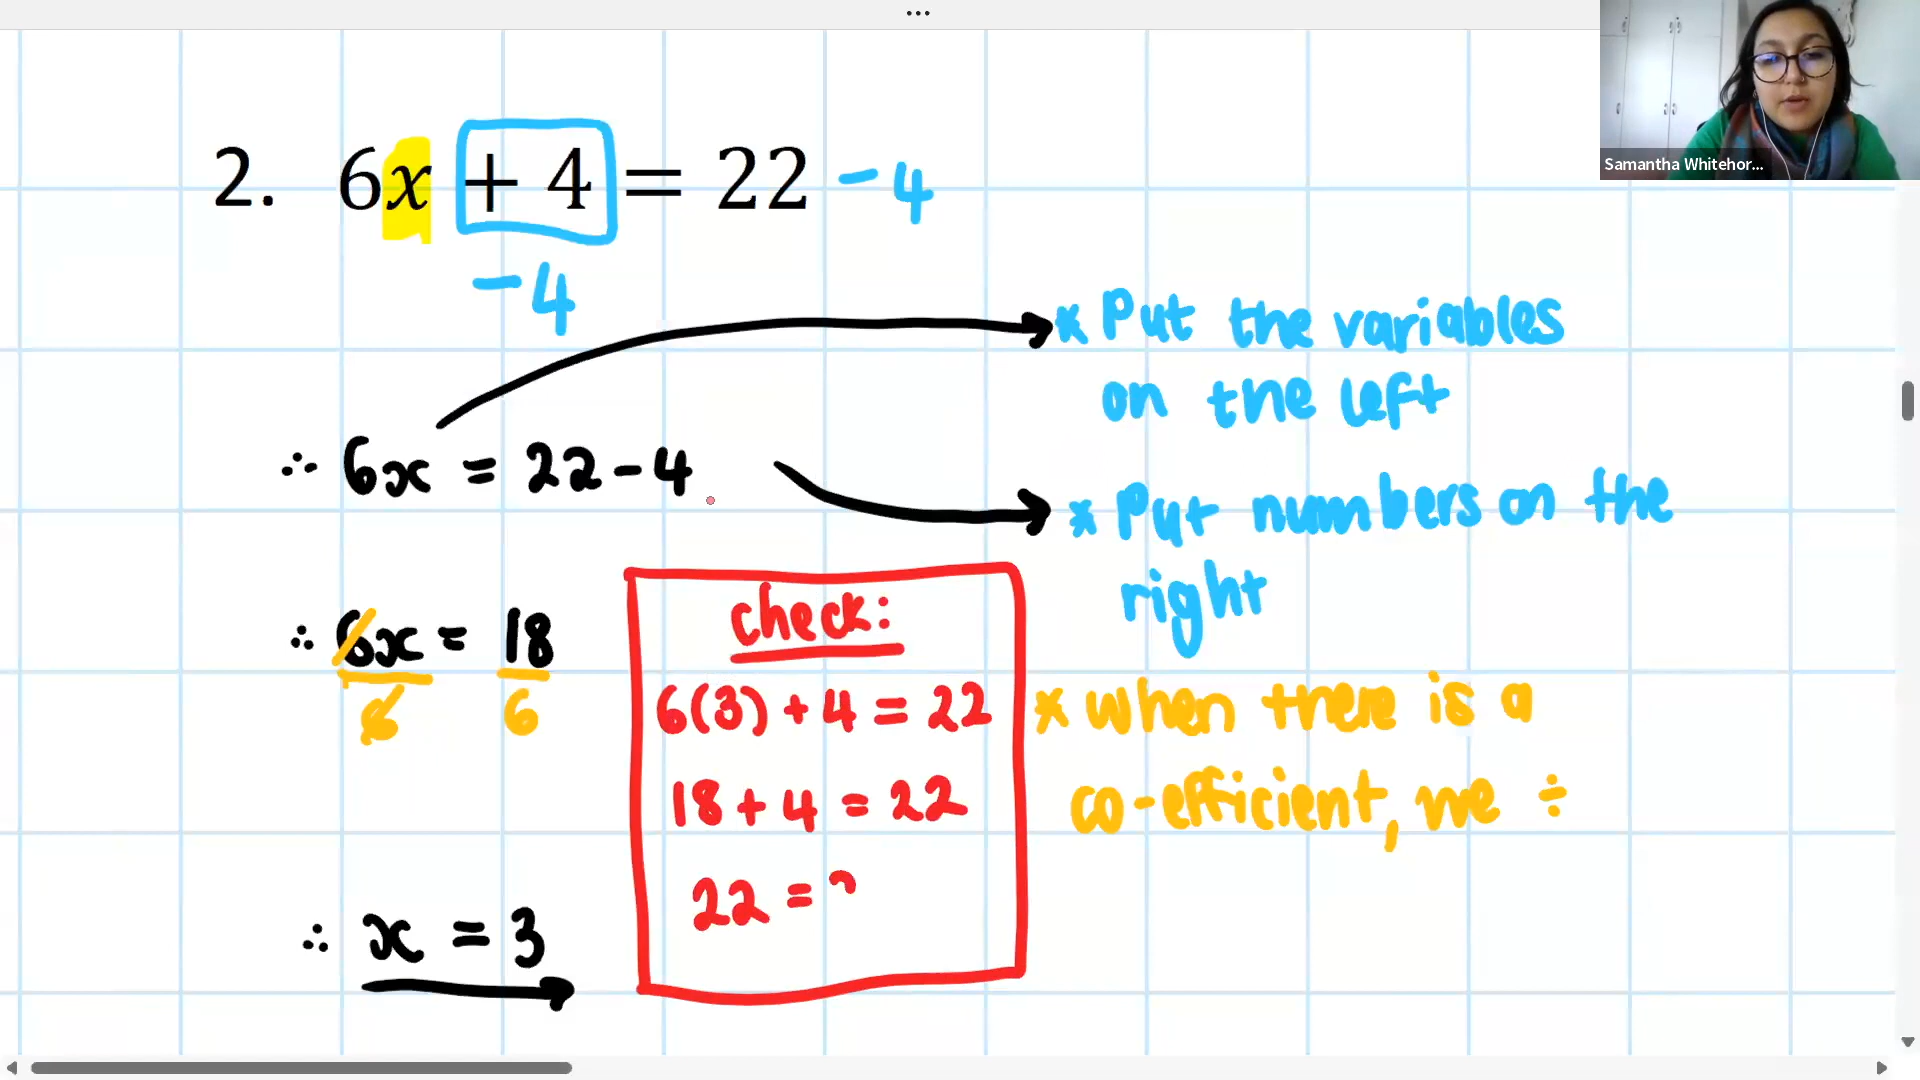 ...
Samantha Whitehor...
2. 6x + 4 = 22 - 4
- 4
* Put the variables
on the left
∴ 6x = 22 - 4
* Put numbers on the
right
check:
∴ 6x = 18
6 6
6(3) + 4 = 22
* When there is a
18 + 4 = 22
co-efficient, we ÷
22 =
∴ x = 3